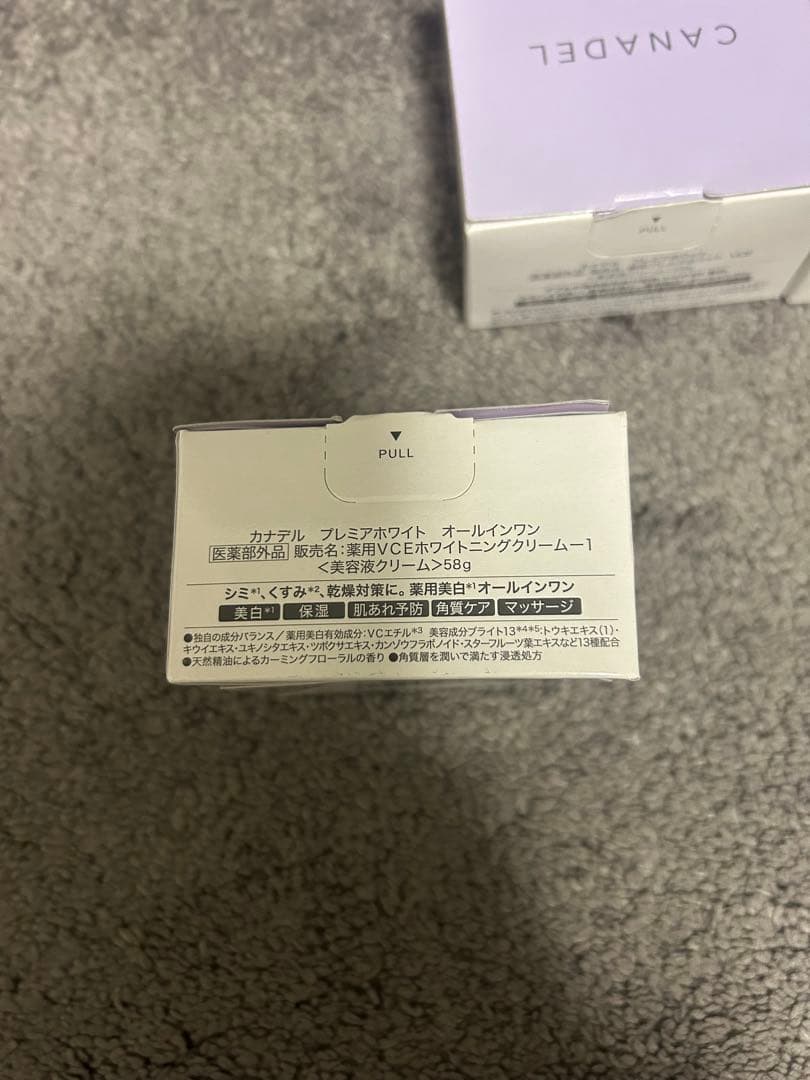 CANADEL
PULL
PULL
カナデル プレミアホワイト オールインワン
医薬部外品 販売名：薬用VCEホワイトニングクリームー1
＜美容液クリーム＞58g
シミ*1、くすみ*2、乾燥対策に。薬用美白*1オールインワン
美白*1 保湿 肌あれ予防 角質ケア マッサージ
●独自の成分バランス／薬用美白有効成分：VCエチル*3 美容成分ブライト13*4*5：トウキエキス（1）・
キウイエキス・ユキノシタエキス・ツボクサエキス・カンゾウフラボノイド・スターフルーツ葉エキスなど13種配合
●天然精油によるカーミングフローラルの香り ●角質層を潤いで満たす浸透処方